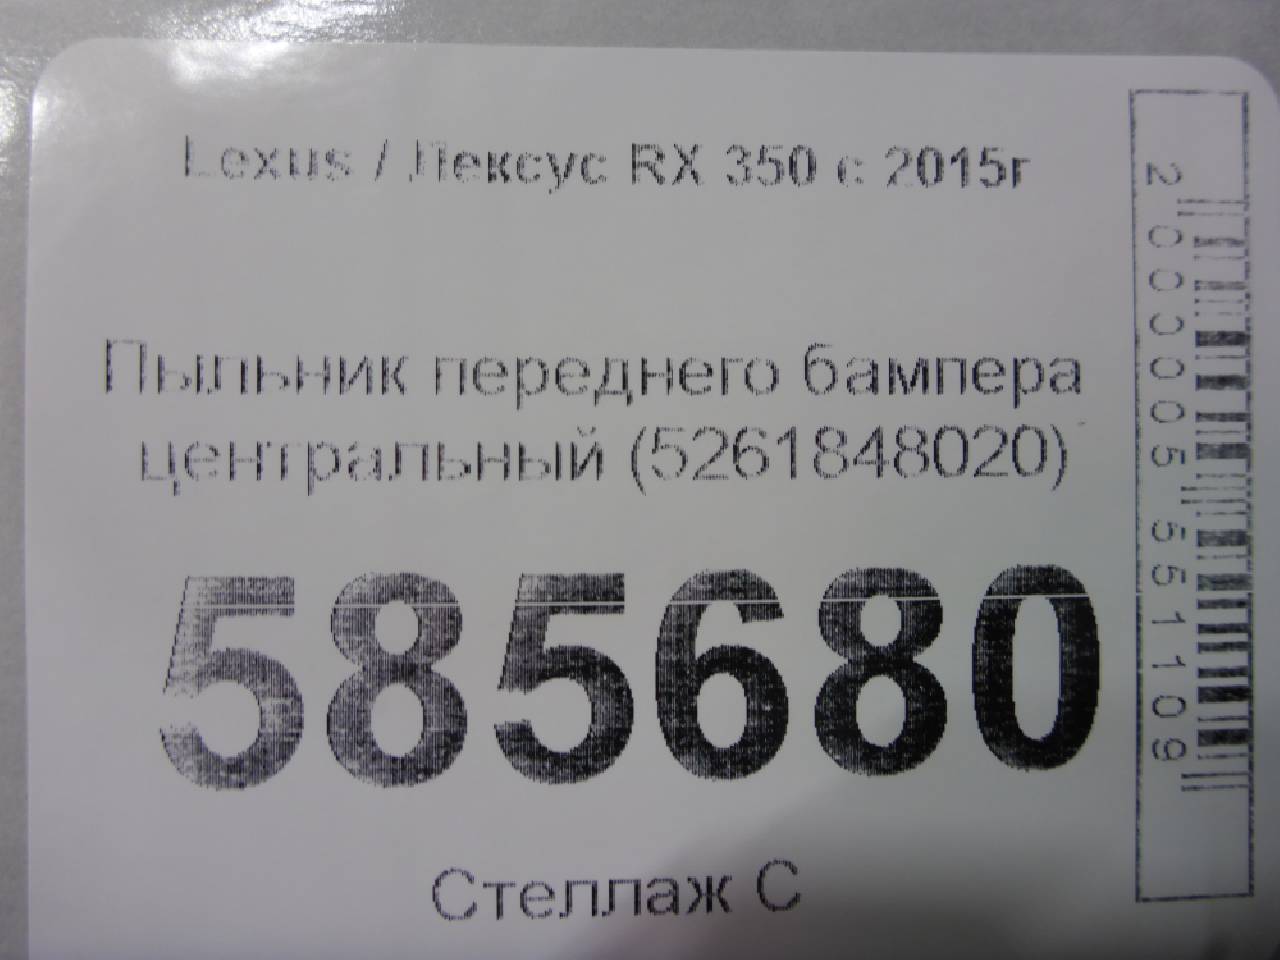 Lexus / Лексус RX 350 с 2015г
Пыльник переднего бампера
центральный (5261848020)
585680
Стеллаж С
2000005551109